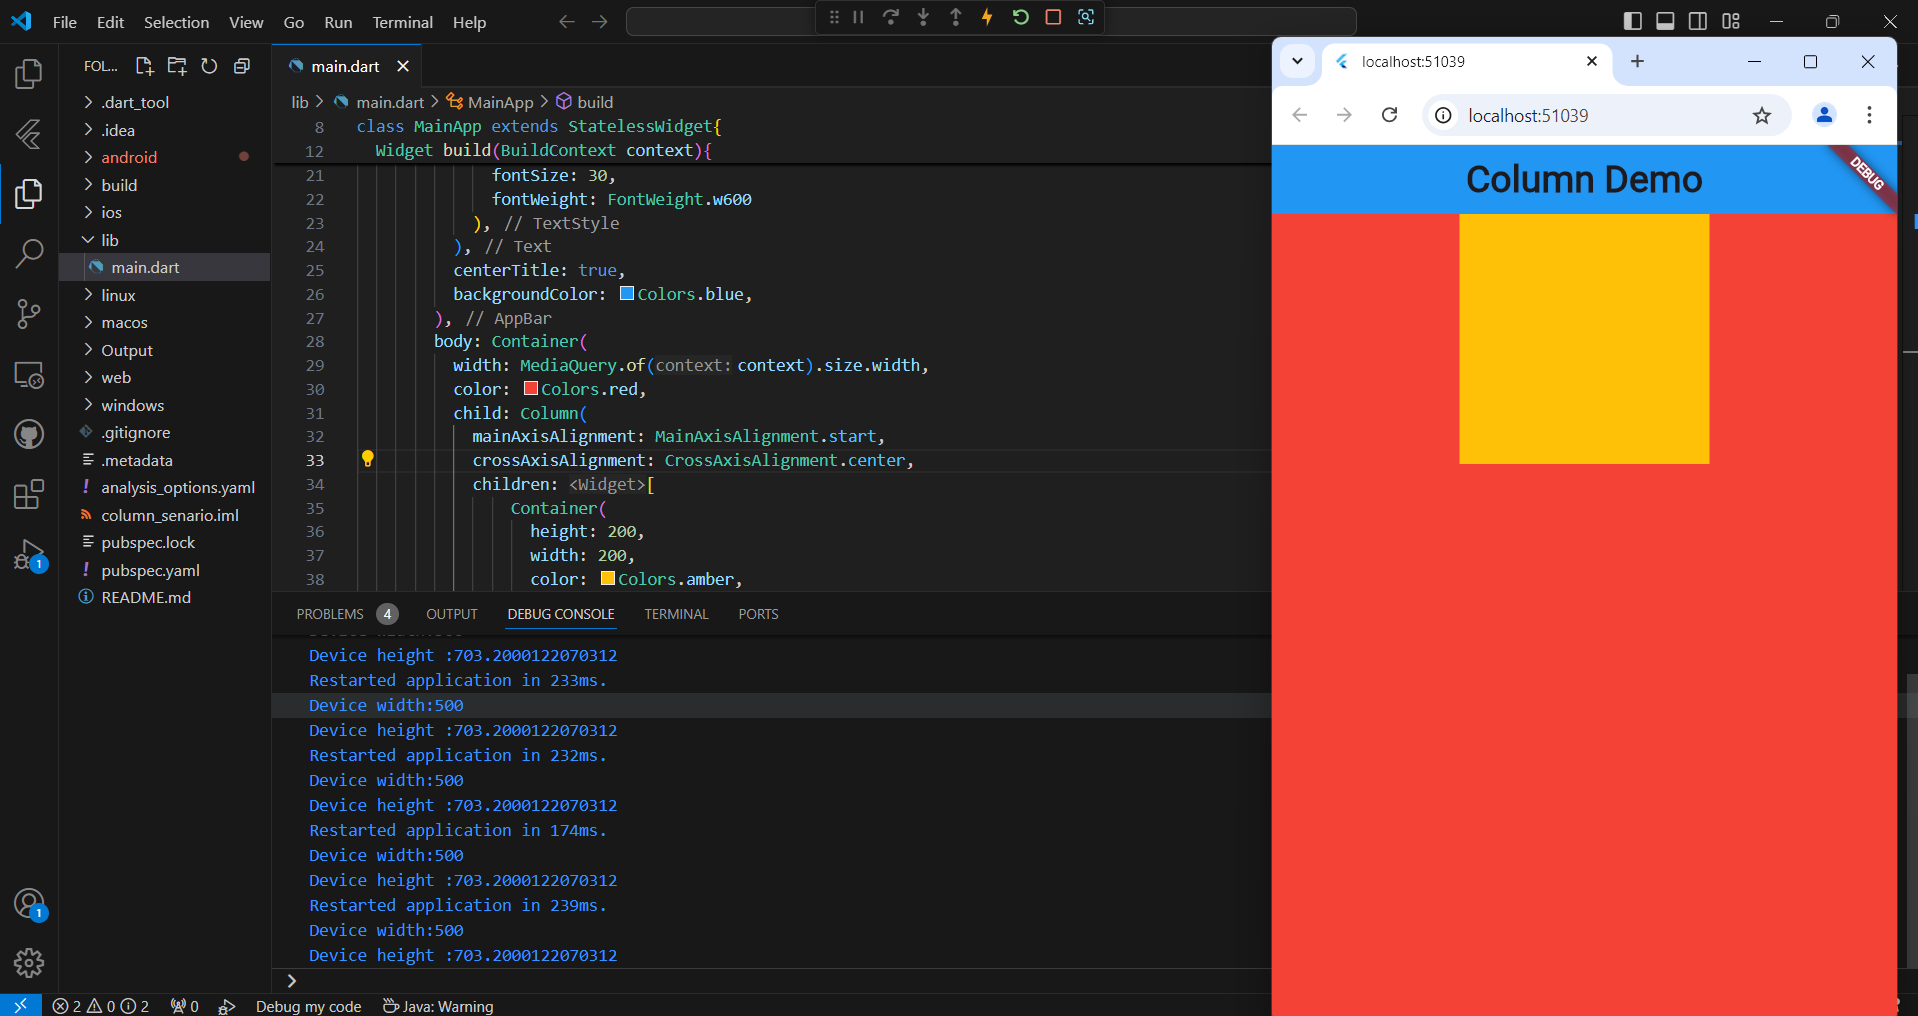 File Edit Selection View Go Run Terminal Help
FOL...
.dart_tool
.idea
android
build
ios
lib
main.dart
linux
macos
Output
web
windows
.gitignore
.metadata
! analysis_options.yaml
column_senario.iml
pubspec.lock
! pubspec.yaml
README.md
1
1
main.dart
lib > main.dart > MainApp > build
8 class MainApp extends StatelessWidget{
12 Widget build(BuildContext context){
21 fontSize: 30,
22 fontWeight: FontWeight.w600
23 ), // TextStyle
24 ), // Text
25 centerTitle: true,
26 backgroundColor: Colors.blue,
27 ), // AppBar
28 body: Container(
29 width: MediaQuery.of(context: context).size.width,
30 color: Colors.red,
31 child: Column(
32 mainAxisAlignment: MainAxisAlignment.start,
33 crossAxisAlignment: CrossAxisAlignment.center,
34 children: <Widget>[
35 Container(
36 height: 200,
37 width: 200,
38 color: Colors.amber,
PROBLEMS 4 OUTPUT DEBUG CONSOLE TERMINAL PORTS
Device height :703.2000122070312
Restarted application in 233ms.
Device width:500
Device height :703.2000122070312
Restarted application in 232ms.
Device width:500
Device height :703.2000122070312
Restarted application in 174ms.
Device width:500
Device height :703.2000122070312
Restarted application in 239ms.
Device width:500
Device height :703.2000122070312
>
2 0 2 0 Debug my code Java: Warning
localhost:51039
localhost:51039
Column Demo
DEBUG